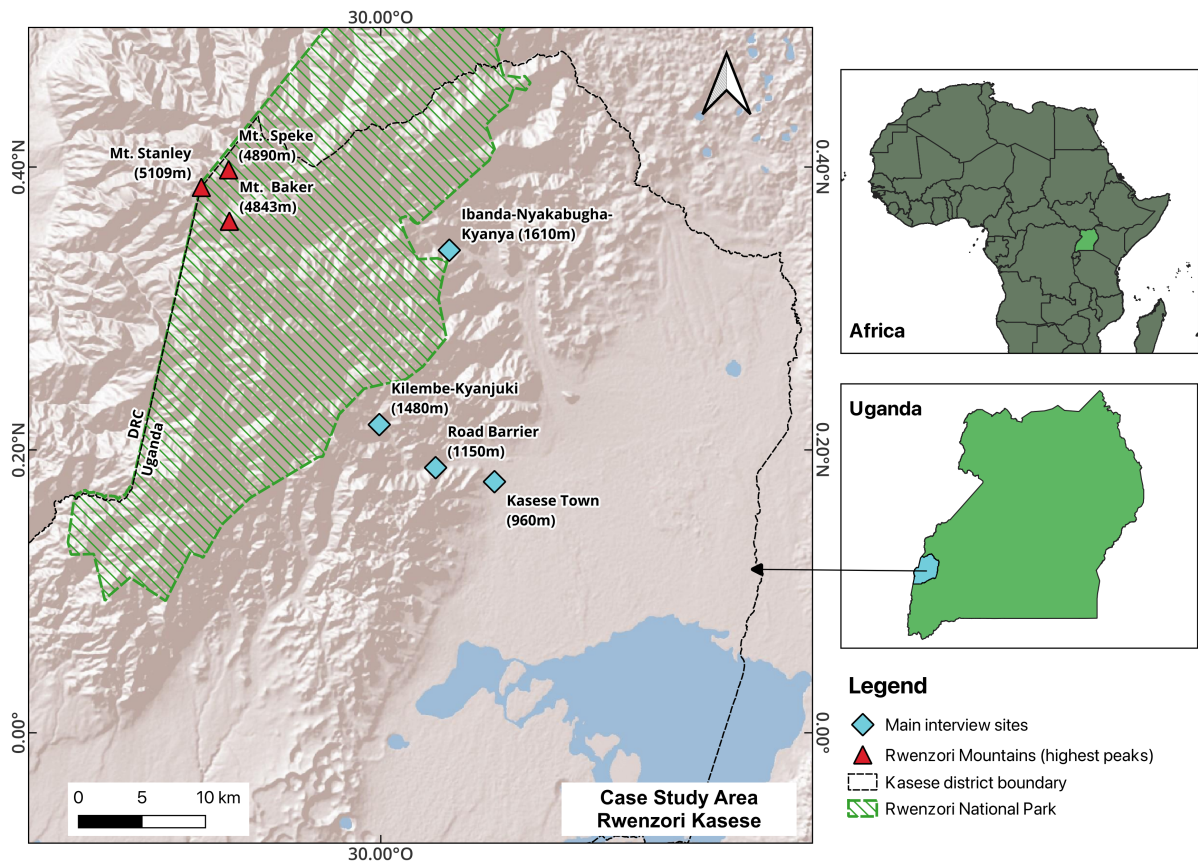 30.00°O
0.40°N
0.40°N
Mt. Speke
(4890m)
Mt. Stanley
(5109m)
Mt. Baker
(4843m)
Ibanda-Nyakabugha-
Kyanya (1610m)
Kilembe-Kyanjuki
(1480m)
Road Barrier
(1150m)
Kasese Town
(960m)
DRC
Uganda
0.20°N
0.20°N
0.00°
0.00°
0 5 10 km
Case Study Area
Rwenzori Kasese
30.00°O
Africa
Uganda
Legend
Main interview sites
Rwenzori Mountains (highest peaks)
Kasese district boundary
Rwenzori National Park